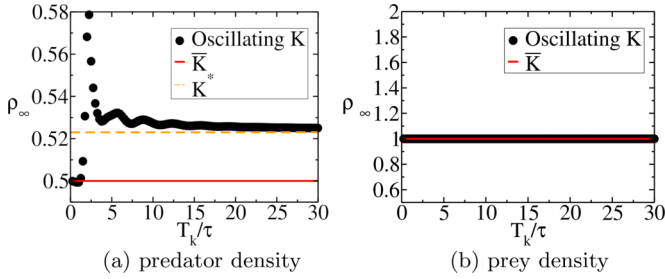 0.58
0.56
0.54
0.52
0.5
ρ∞
Oscillating K
K̅
K*
0 5 10 15 20 25 30
T_k/τ
(a) predator density
2
1.8
1.6
1.4
1.2
1
0.8
0.6
ρ∞
Oscillating K
K̅
0 5 10 15 20 25 30
T_k/τ
(b) prey density